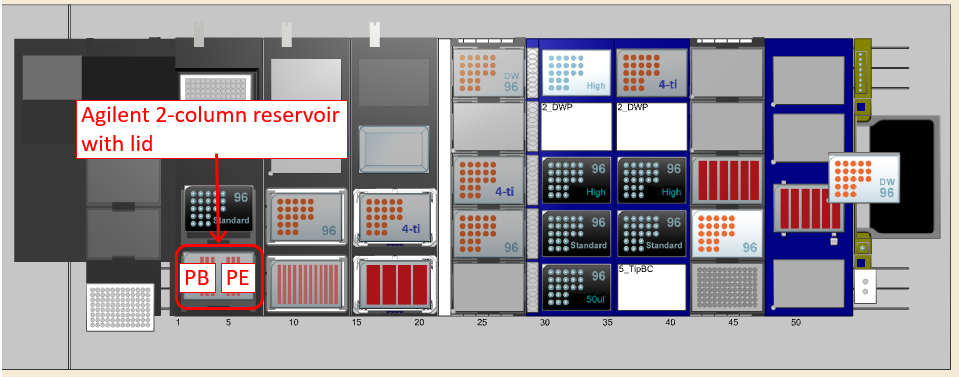 Agilent 2-column reservoir
with lid
DW
96
High
4-ti
2_DWP
2_DWP
96
Standard
96
4-ti
4-ti
96
96
High
96
High
DW
96
96
Standard
96
Standard
96
PB
PE
96
50ul
5_TipBC
1
5
10
15
20
25
30
35
40
45
50